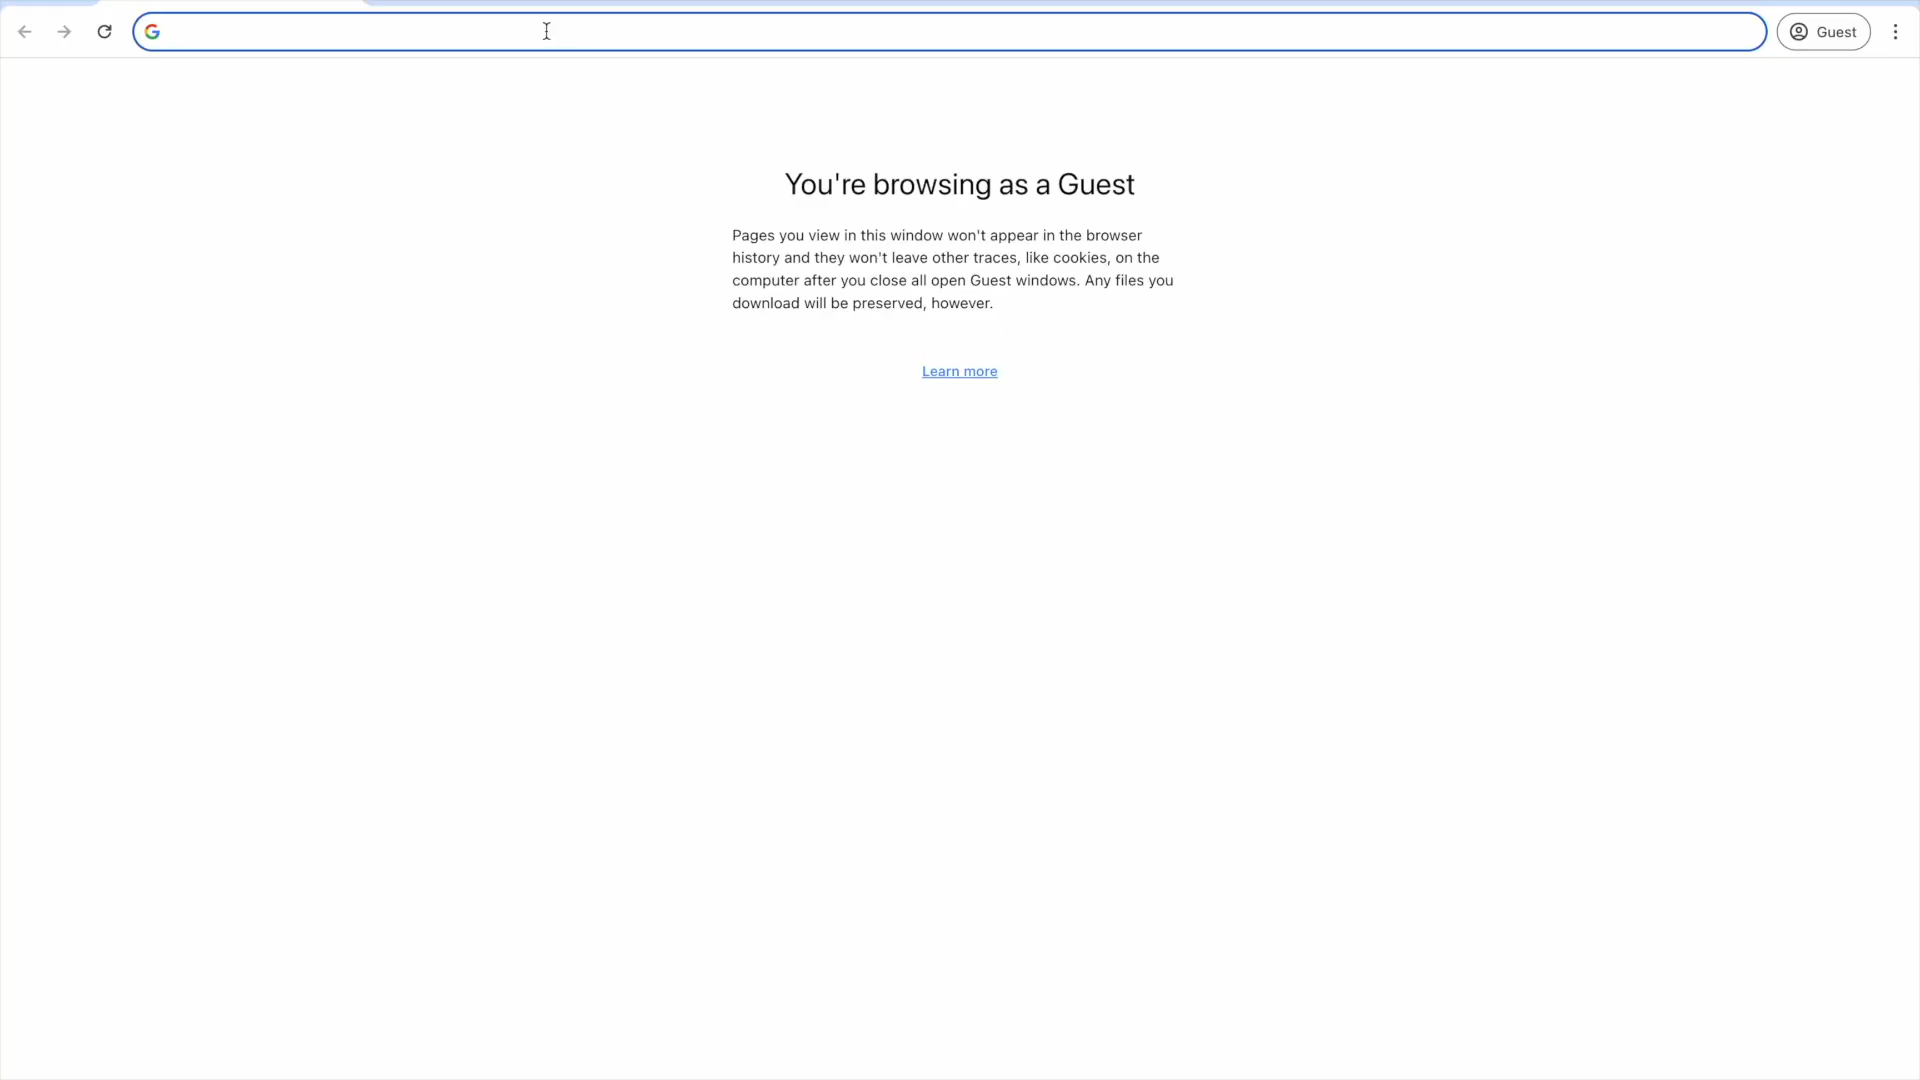 Guest
You're browsing as a Guest
Pages you view in this window won't appear in the browser
history and they won't leave other traces, like cookies, on the
computer after you close all open Guest windows. Any files you
download will be preserved, however.
Learn more